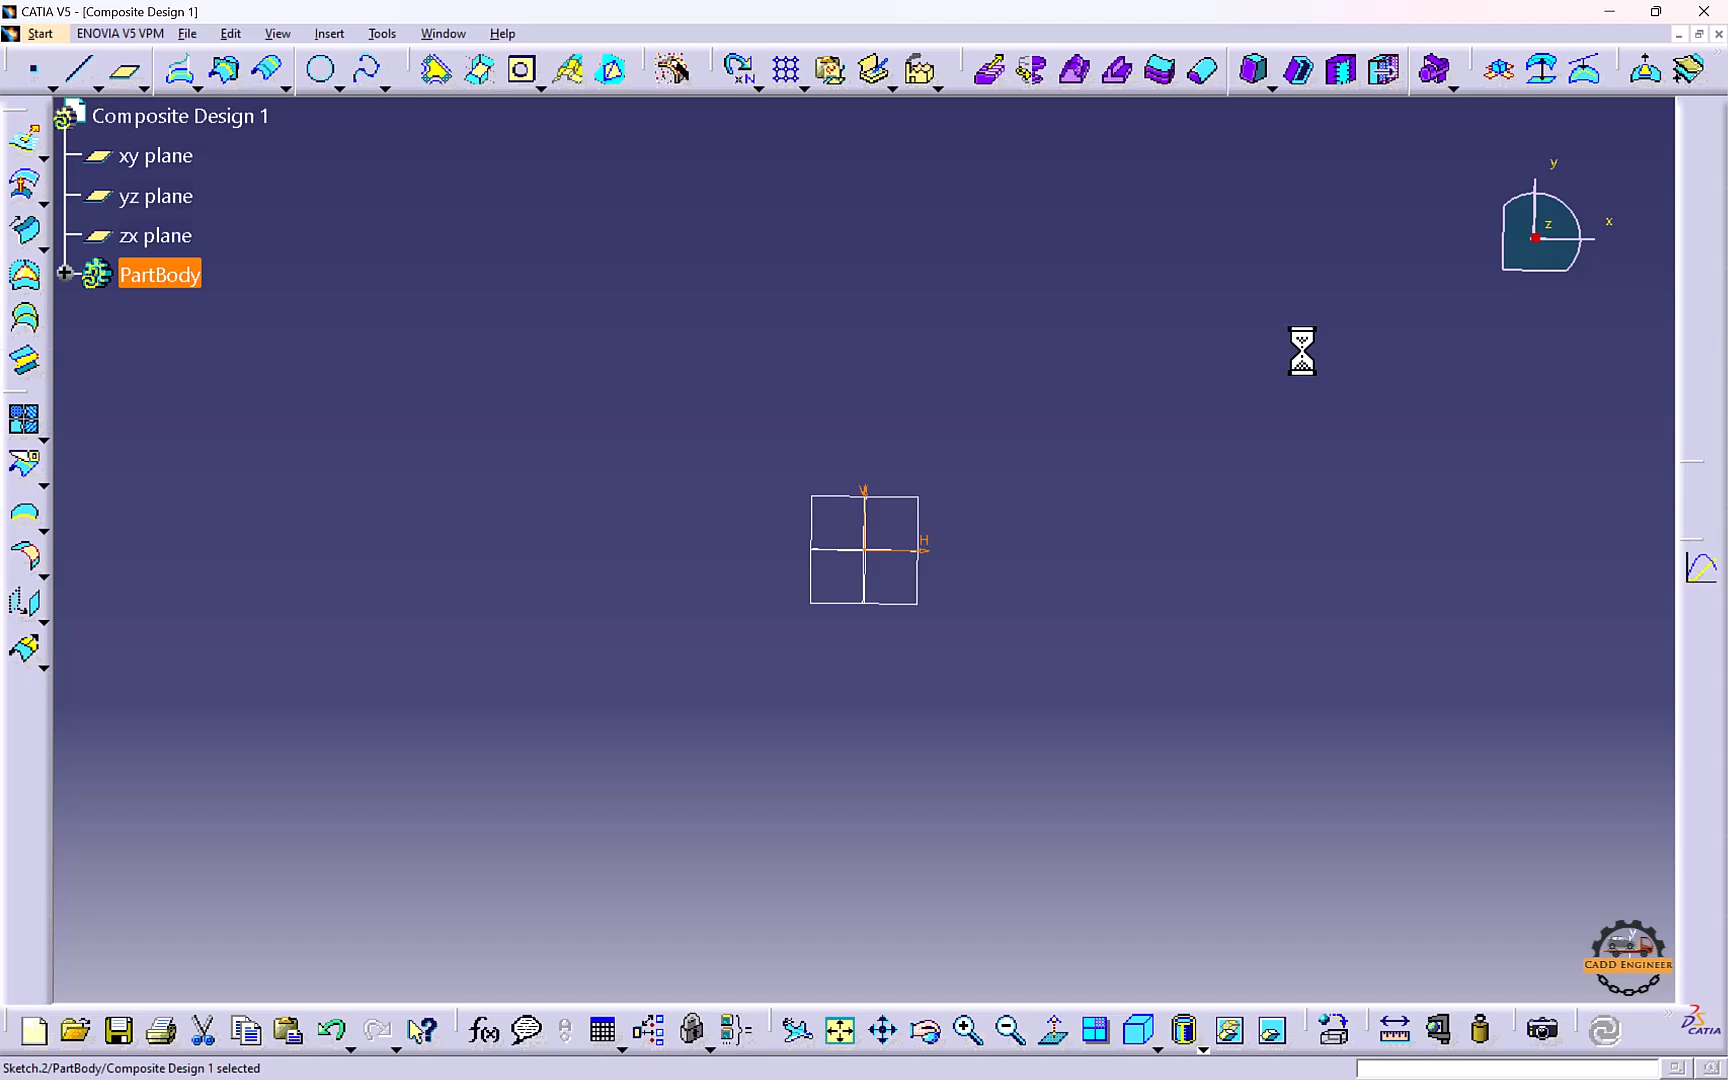 CATIA V5 - [Composite Design 1]
Start ENOVIA V5 VPM File Edit View Insert Tools Window Help
Composite Design 1
xy plane
yz plane
zx plane
PartBody
y
x
z
V
H
y
CADD ENGINEER
CATIA
Sketch.2/PartBody/Composite Design 1 selected